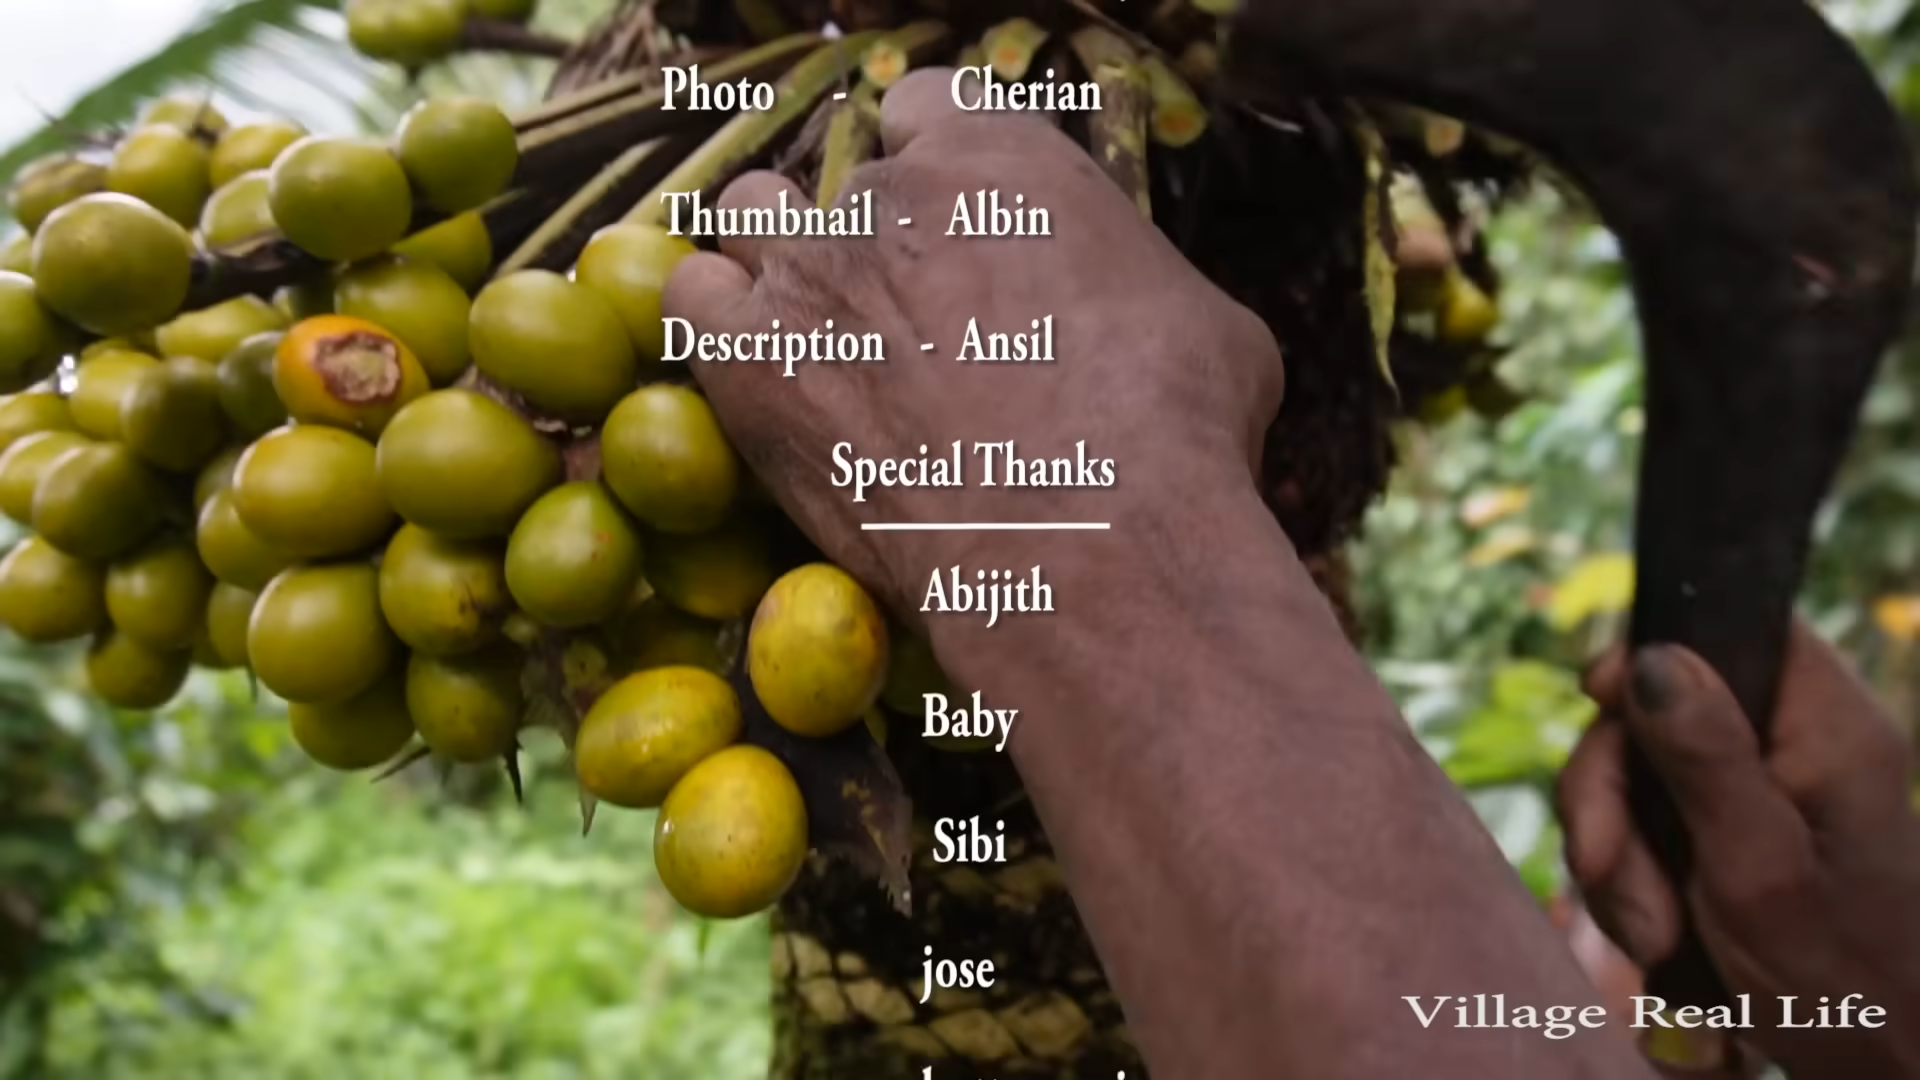 Photo - Cherian
Thumbnail - Albin
Description - Ansil
Special Thanks
Abijith
Baby
Sibi
jose
Village Real Life